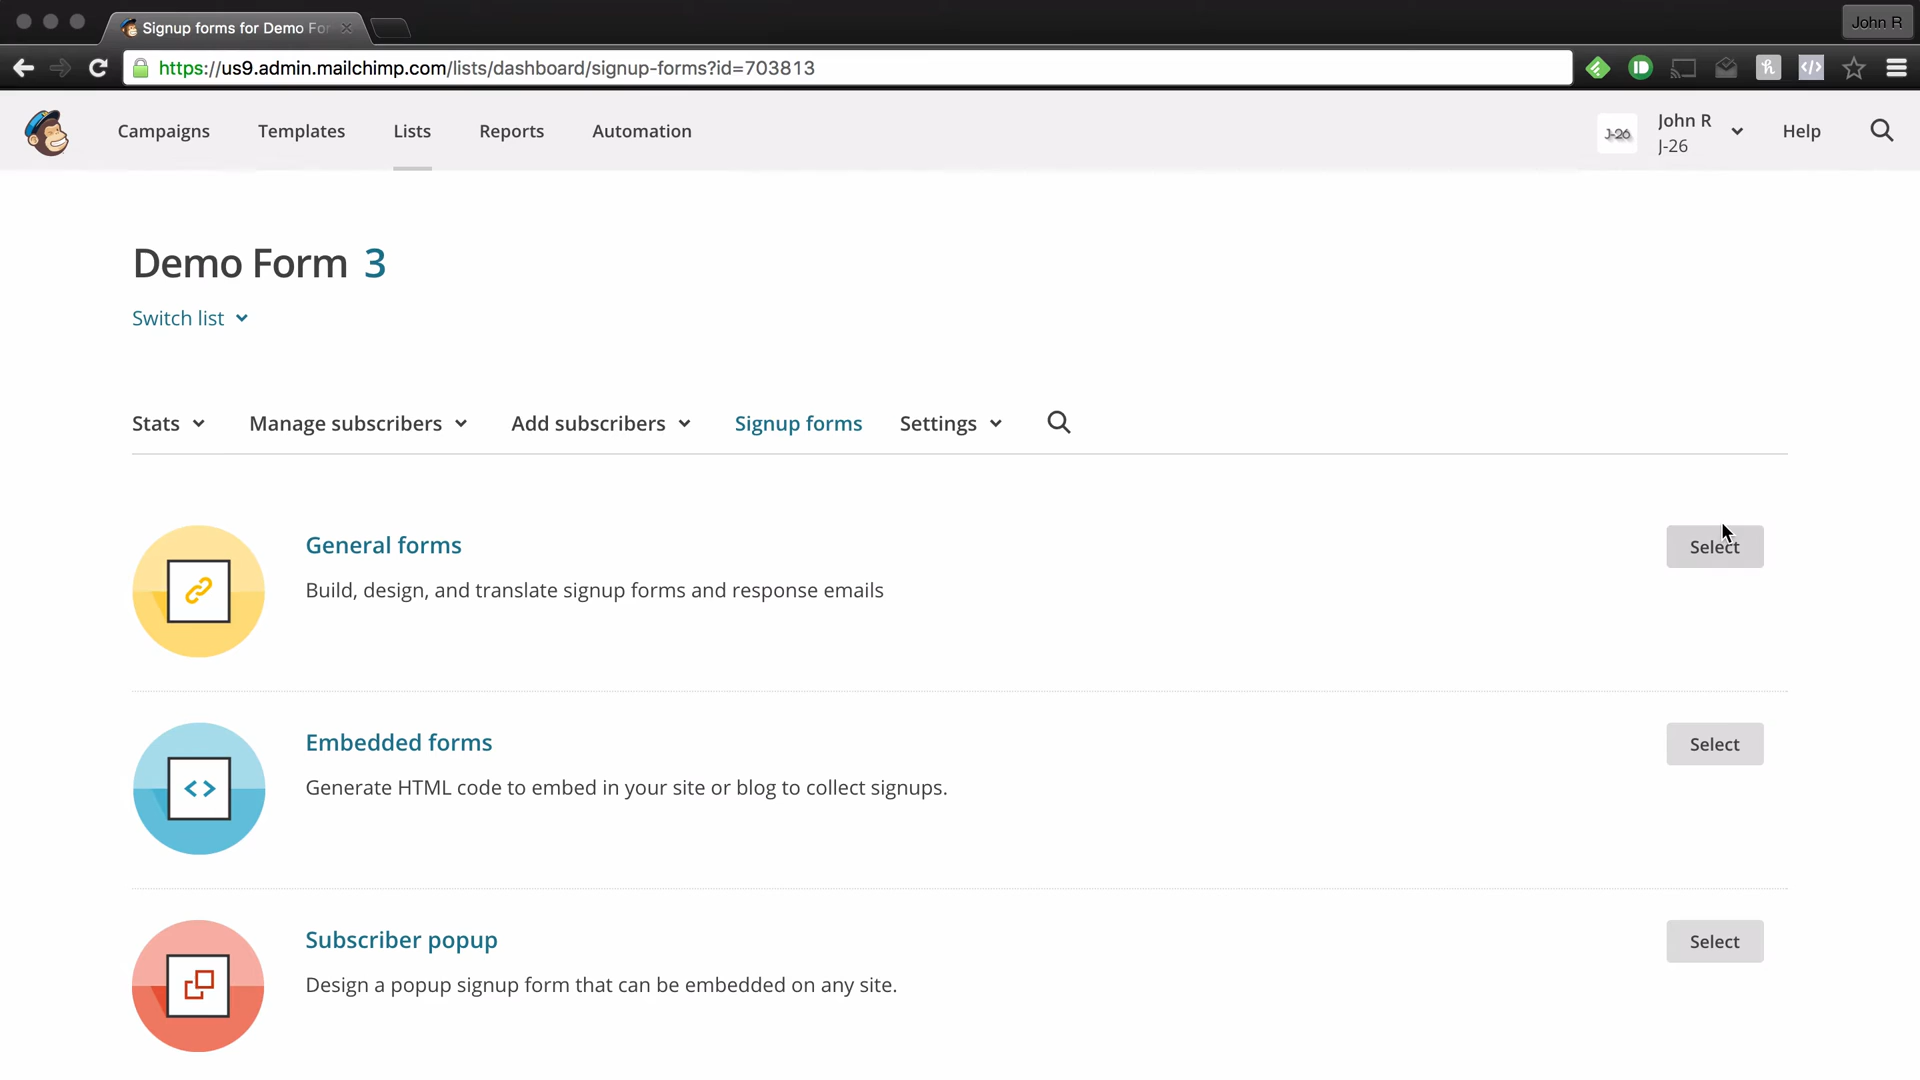 Signup forms for Demo For
John R
https://us9.admin.mailchimp.com/lists/dashboard/signup-forms?id=703813
Campaigns
Templates
Lists
Reports
Automation
J-26
John R
J-26
Help
Demo Form 3
Switch list
Stats
Manage subscribers
Add subscribers
Signup forms
Settings
General forms
Select
Build, design, and translate signup forms and response emails
Embedded forms
Select
Generate HTML code to embed in your site or blog to collect signups.
Subscriber popup
Select
Design a popup signup form that can be embedded on any site.